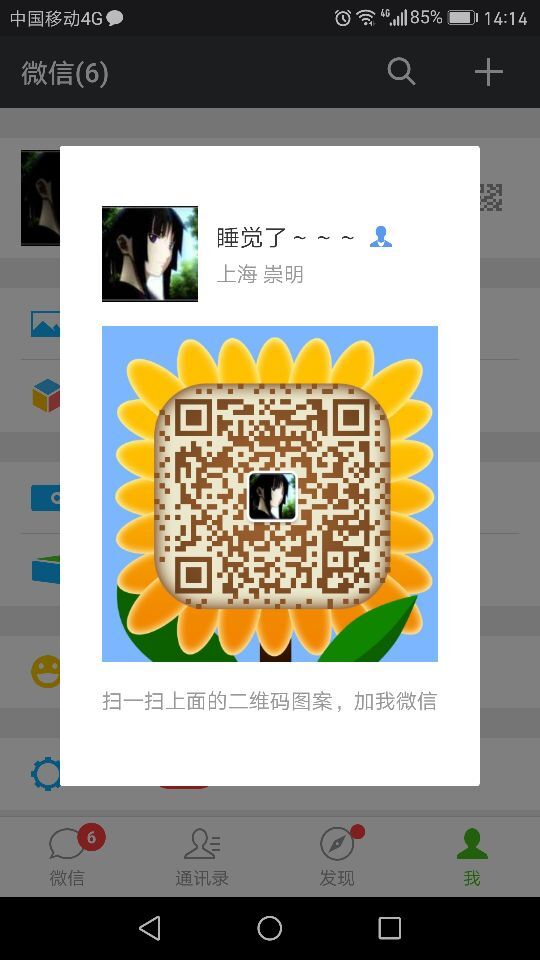 中国移动4G
4G 85% 14:14
微信(6)
睡觉了～～～
上海 崇明
扫一扫上面的二维码图案，加我微信
6
微信
通讯录
发现
我